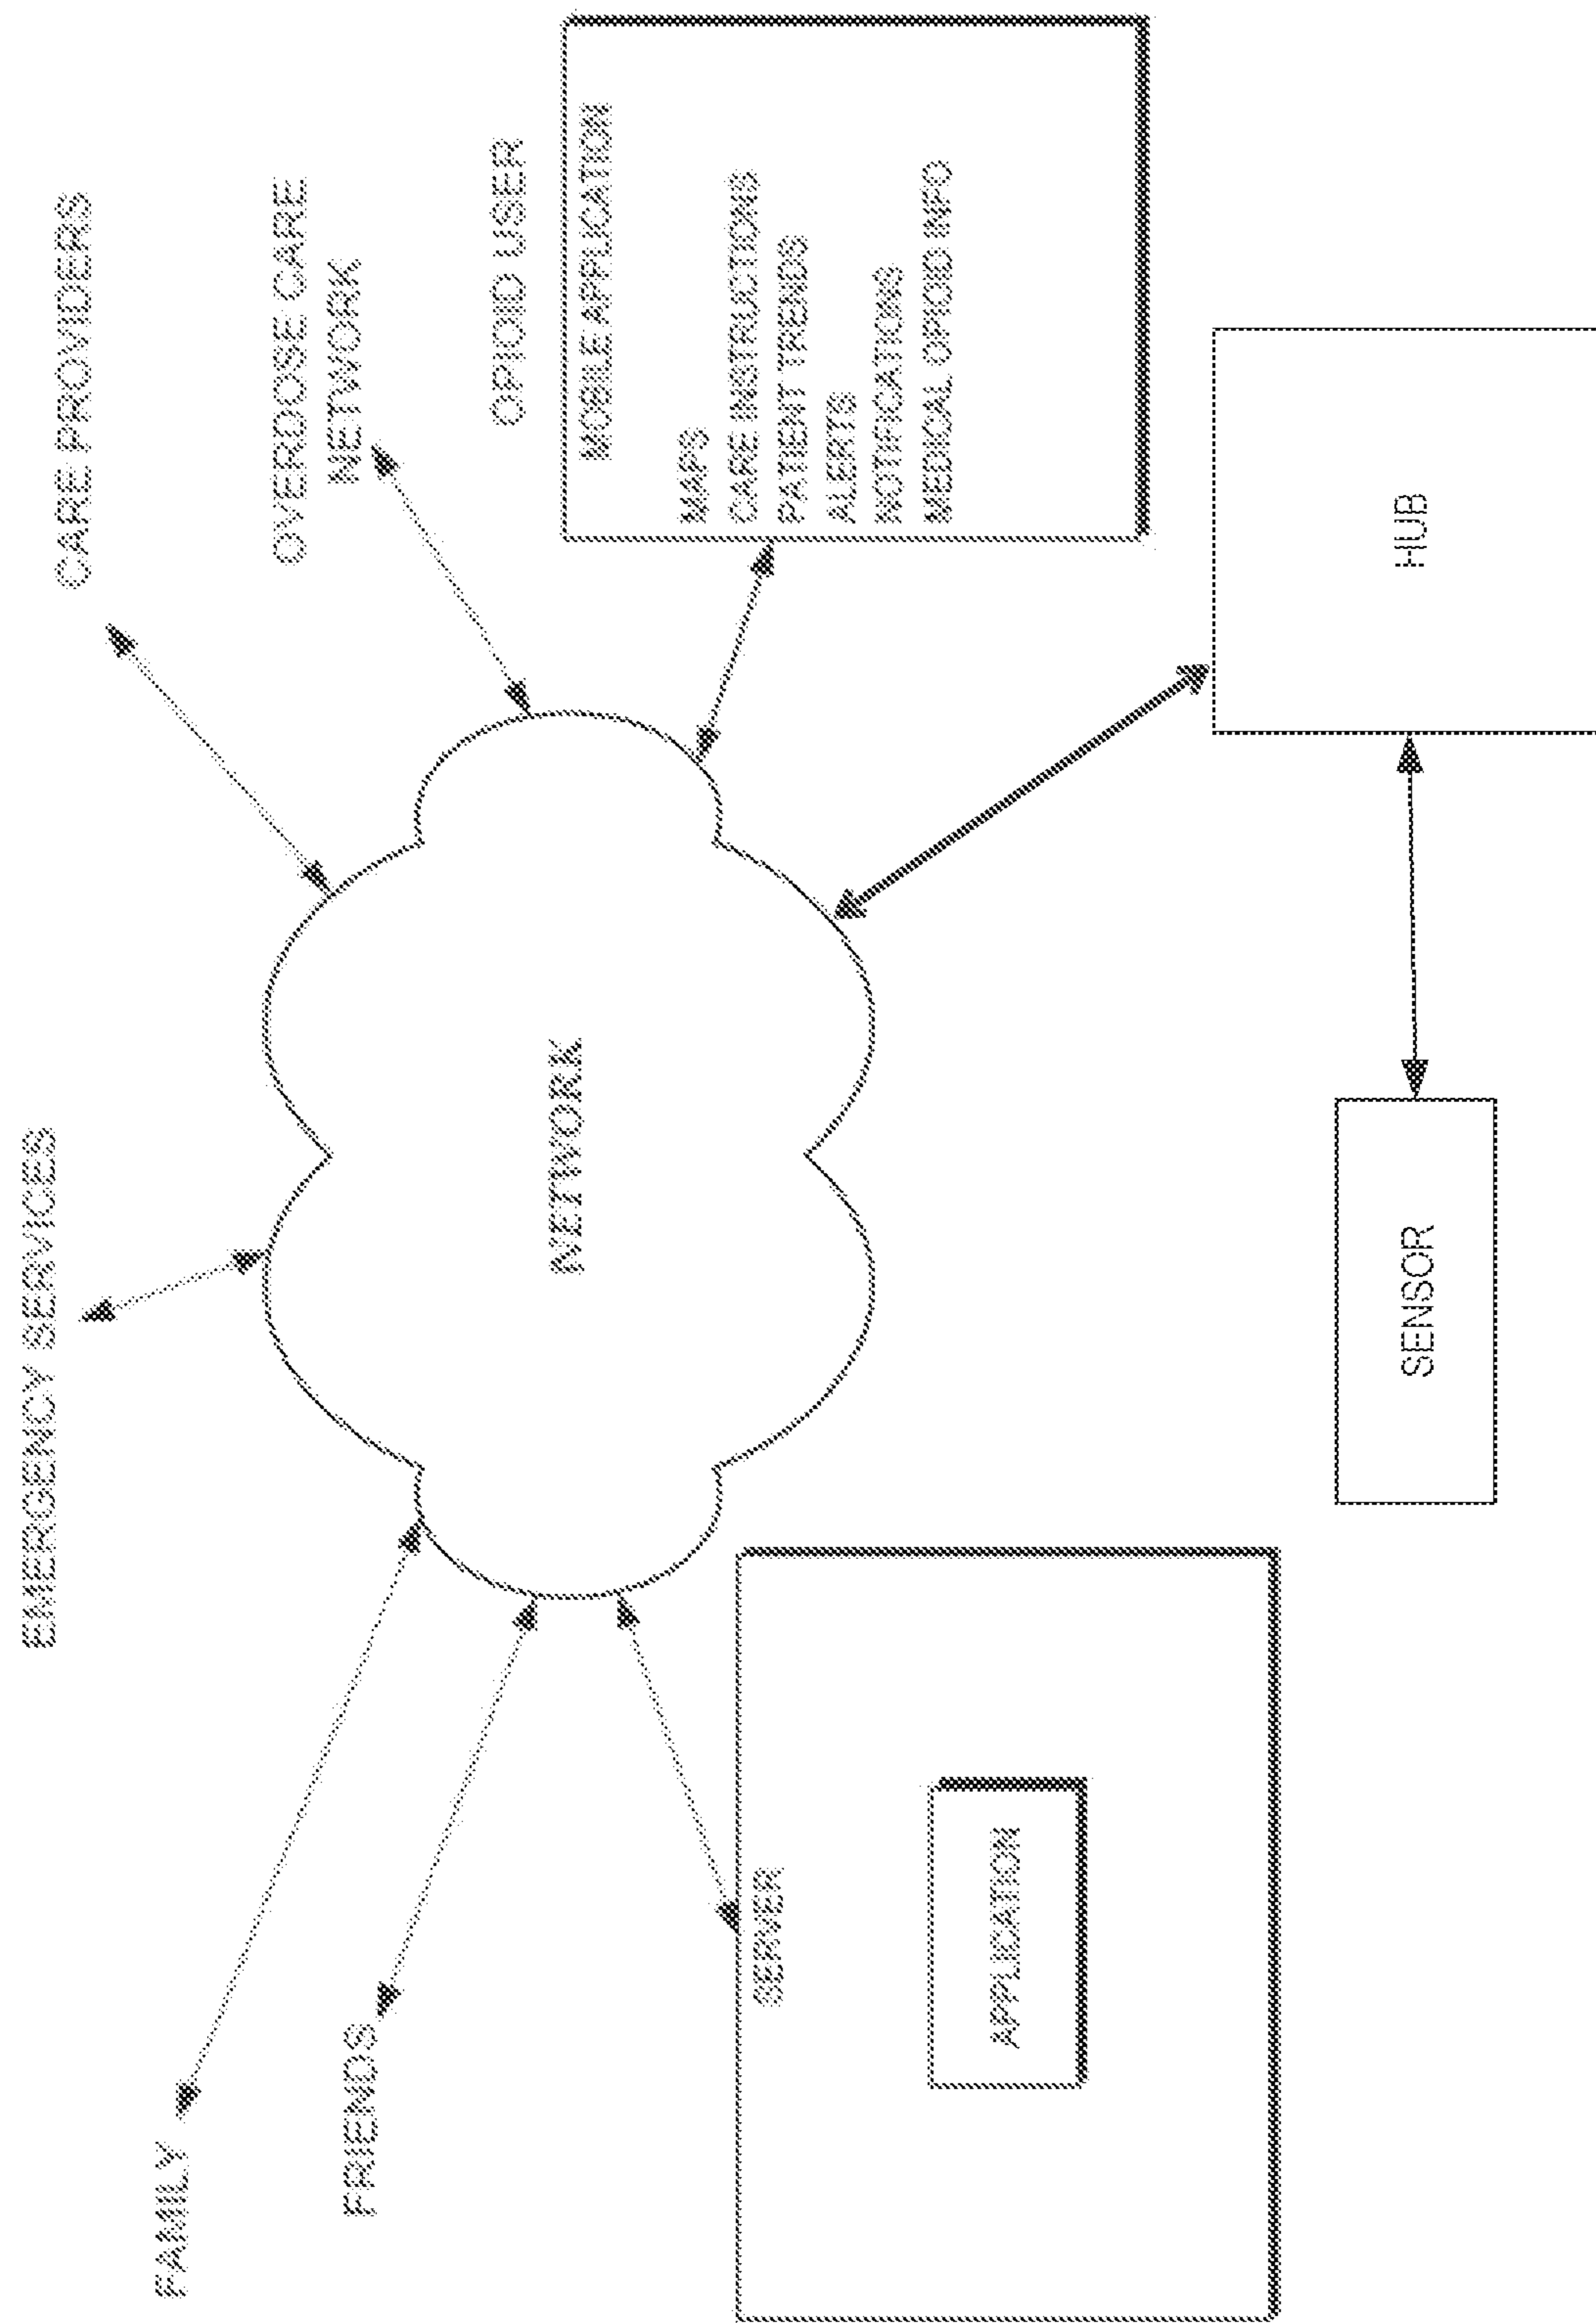 EMERGENCY SERVICES
CARE PROVIDERS
FAMILY
OVERDOSE CARE
NETWORK
FRIENDS
OPIOID USER
NETWORK
MOBILE APPLICATION
MAPS
CARE INSTRUCTIONS
PATIENT TRENDS
ALERTS
NOTIFICATIONS
MEDICAL OPIOID INFO
SERVER
APPLICATION
SENSOR
HUB